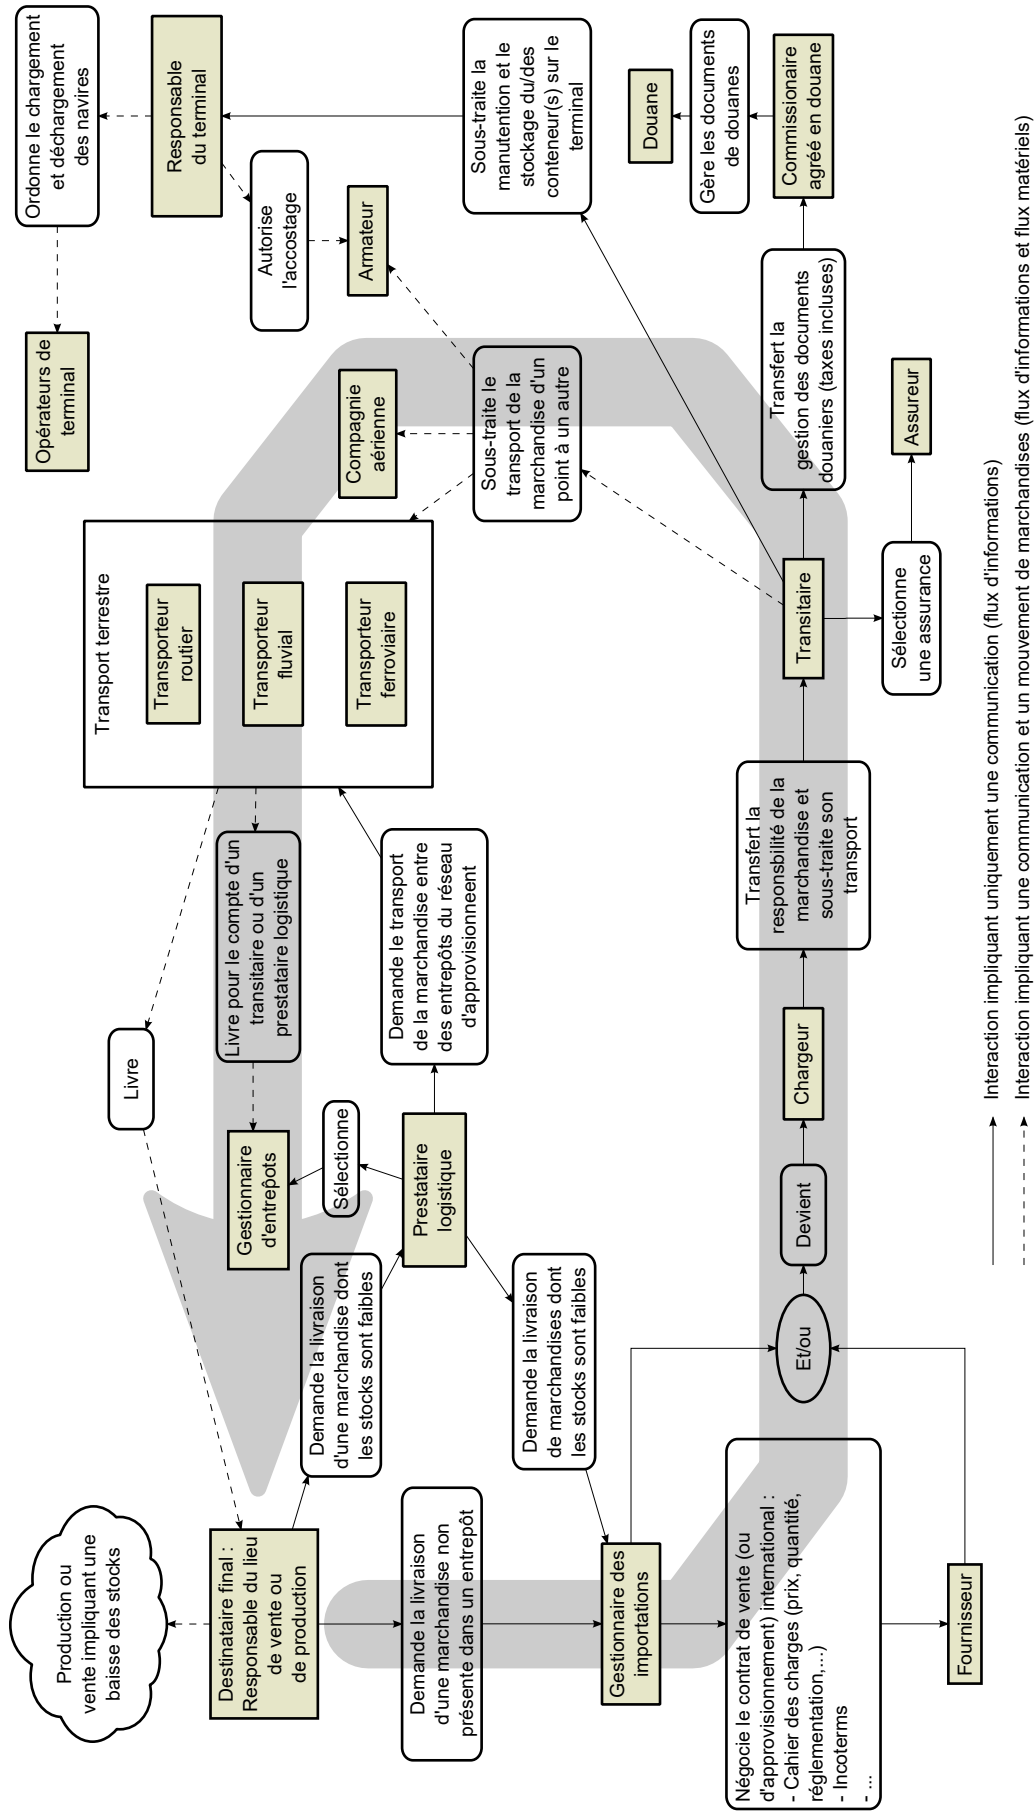 Production ou
vente impliquant une
baisse des stocks
Destinataire final :
Responsable du lieu
de vente ou
de production
Demande la livraison
d'une marchandise non
présente dans un entrepôt
Gestionnaire des
importations
Négocie le contrat de vente (ou
d'approvisionnement) international :
- Cahier des charges (prix, quantité,
réglementation,...)
- Incoterms
- ...
Fournisseur
Demande la livraison
d'une marchandise dont
les stocks sont faibles
Demande la livraison
de marchandises dont
les stocks sont faibles
Et/ou
Devient
Chargeur
Livre
Gestionnaire
d'entrepôts
Sélectionne
Prestataire
logistique
Livre pour le compte d'un
transitaire ou d'un
prestataire logistique
Demande le transport
de la marchandise entre
des entrepôts du réseau
d'approvisionneent
Transfert la
responsbilité de la
marchandise et
sous-traite son
transport
Transport terrestre
Transporteur
routier
Transporteur
fluvial
Transporteur
ferroviaire
Transitaire
Sélectionne
une assurance
Assureur
Opérateurs de
terminal
Compagnie
aérienne
Sous-traite le
transport de la
marchandise d'un
point à un autre
Transfert la
gestion des documents
douaniers (taxes incluses)
Ordonne le chargement
et déchargement
des navires
Responsable
du terminal
Autorise
l'accostage
Armateur
Sous-traite la
manutention et le
stockage du/des
conteneur(s) sur le
terminal
Douane
Gère les documents
de douanes
Commissionaire
agréé en douane
Interaction impliquant uniquement une communication (flux d'informations)
Interaction impliquant une communication et un mouvement de marchandises (flux d'informations et flux matériels)